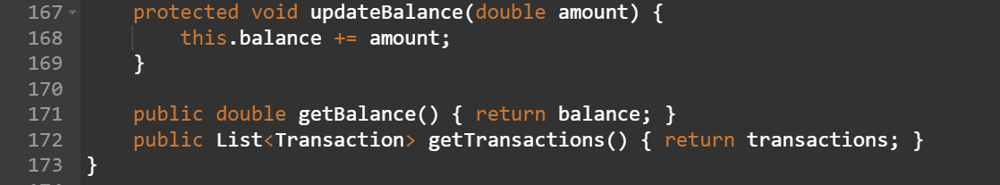 167 protected void updateBalance(double amount) {
168 this.balance += amount;
169 }
170
171 public double getBalance() { return balance; }
172 public List<Transaction> getTransactions() { return transactions; }
173 }